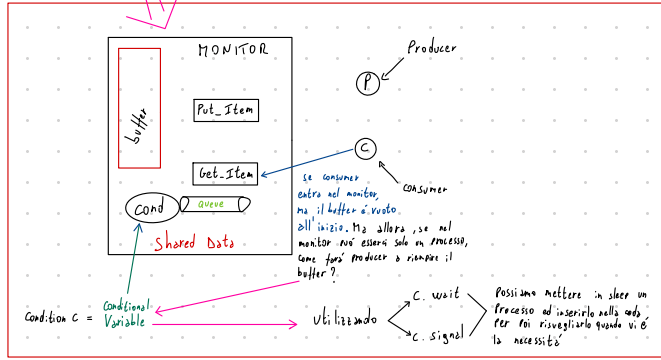 MONITOR
Producer
P
buffer
Put_Item
C
Get_Item
consumer
cond
queue
Shared Data
se consumer
entra nel monitor,
ma il buffer é vuoto
all'inizio. Ma allora, se nel
monitor può esserci solo un processo,
come farà producer a riempire il
buffer?
Condition C =
Conditional
Variable
utilizzando
C. wait
C. signal
Possiamo mettere in sleep un
Processo ed inserirlo nella coda
per poi risvegliarlo quando vi é
la necessitá